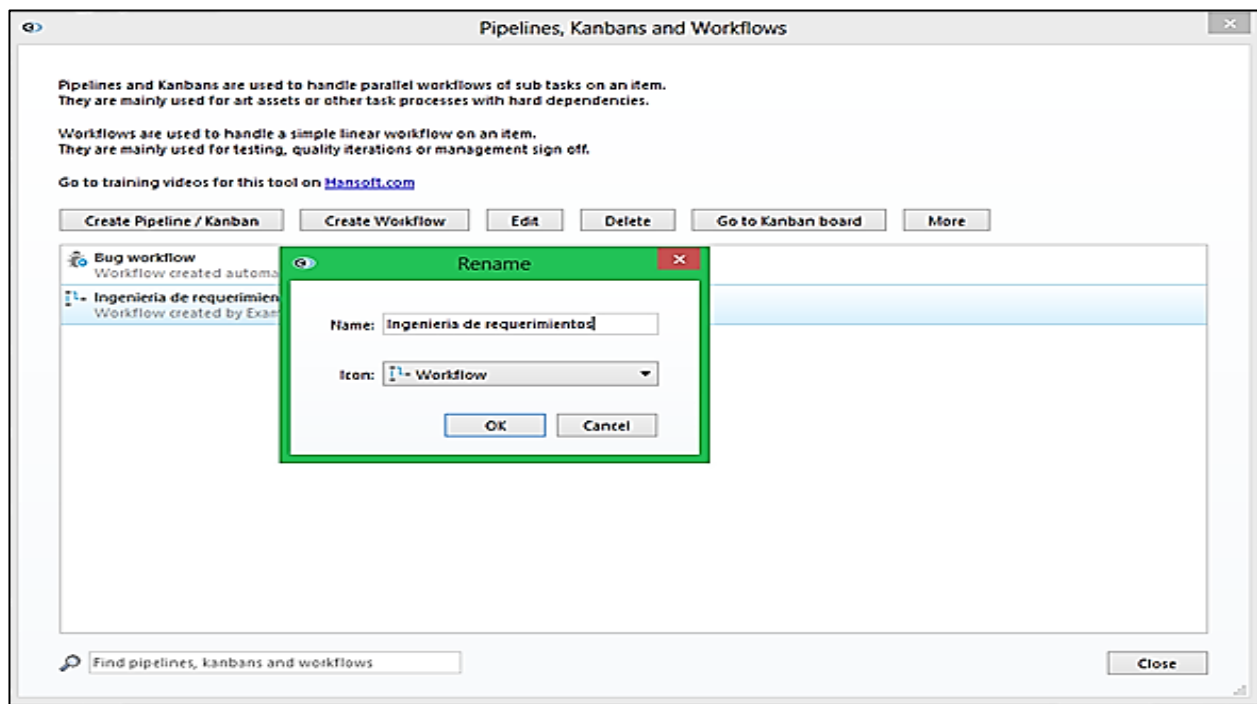 Pipelines, Kanbans and Workflows
Pipelines and Kanbans are used to handle parallel workflows of sub tasks on an item.
They are mainly used for art assets or other task processes with hard dependencies.
Workflows are used to handle a simple linear workflow on an item.
They are mainly used for testing, quality iterations or management sign off.
Go to training videos for this tool on Hansoft.com
Create Pipeline / Kanban Create Workflow Edit Delete Go to Kanban board More
Bug workflow
Workflow created automa
Ingenieria de requerimien
Workflow created by Exam
Rename
Name: Ingenieria de requerimientos
Icon: Workflow
OK Cancel
Find pipelines, kanbans and workflows
Close